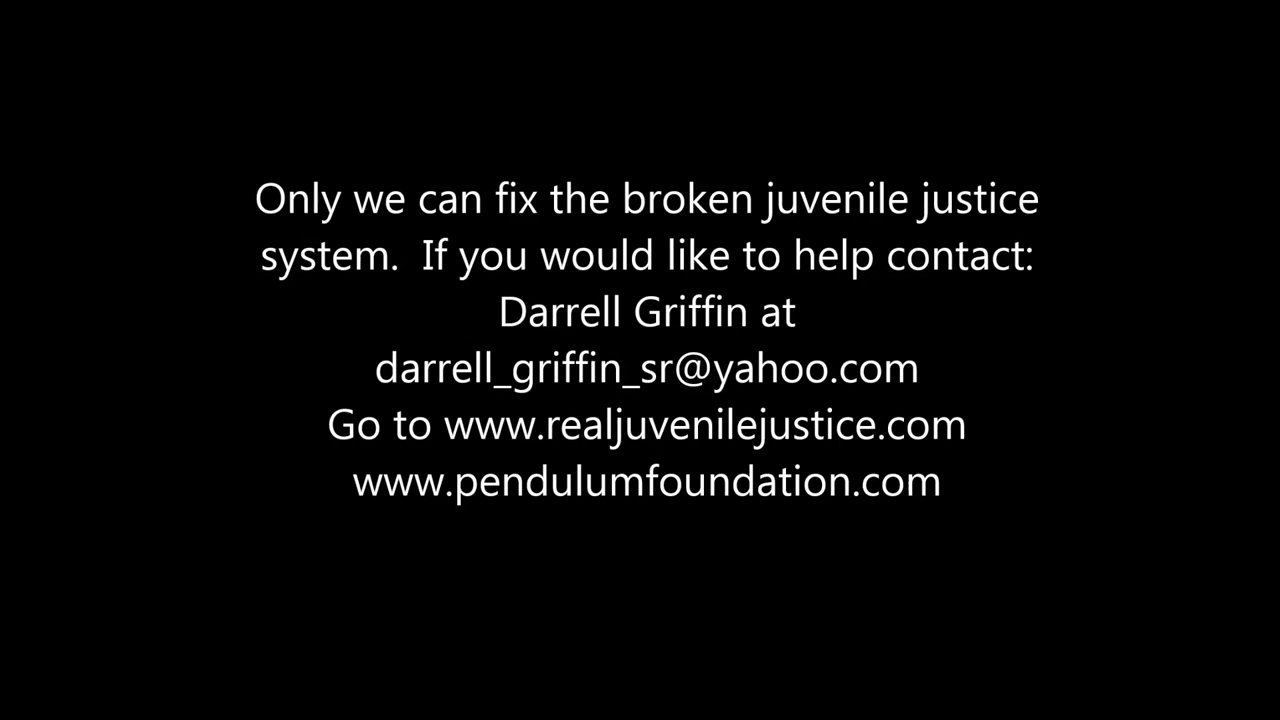 Only we can fix the broken juvenile justice
system.  If you would like to help contact:
Darrell Griffin at
darrell_griffin_sr@yahoo.com
Go to www.realjuvenilejustice.com
www.pendulumfoundation.com